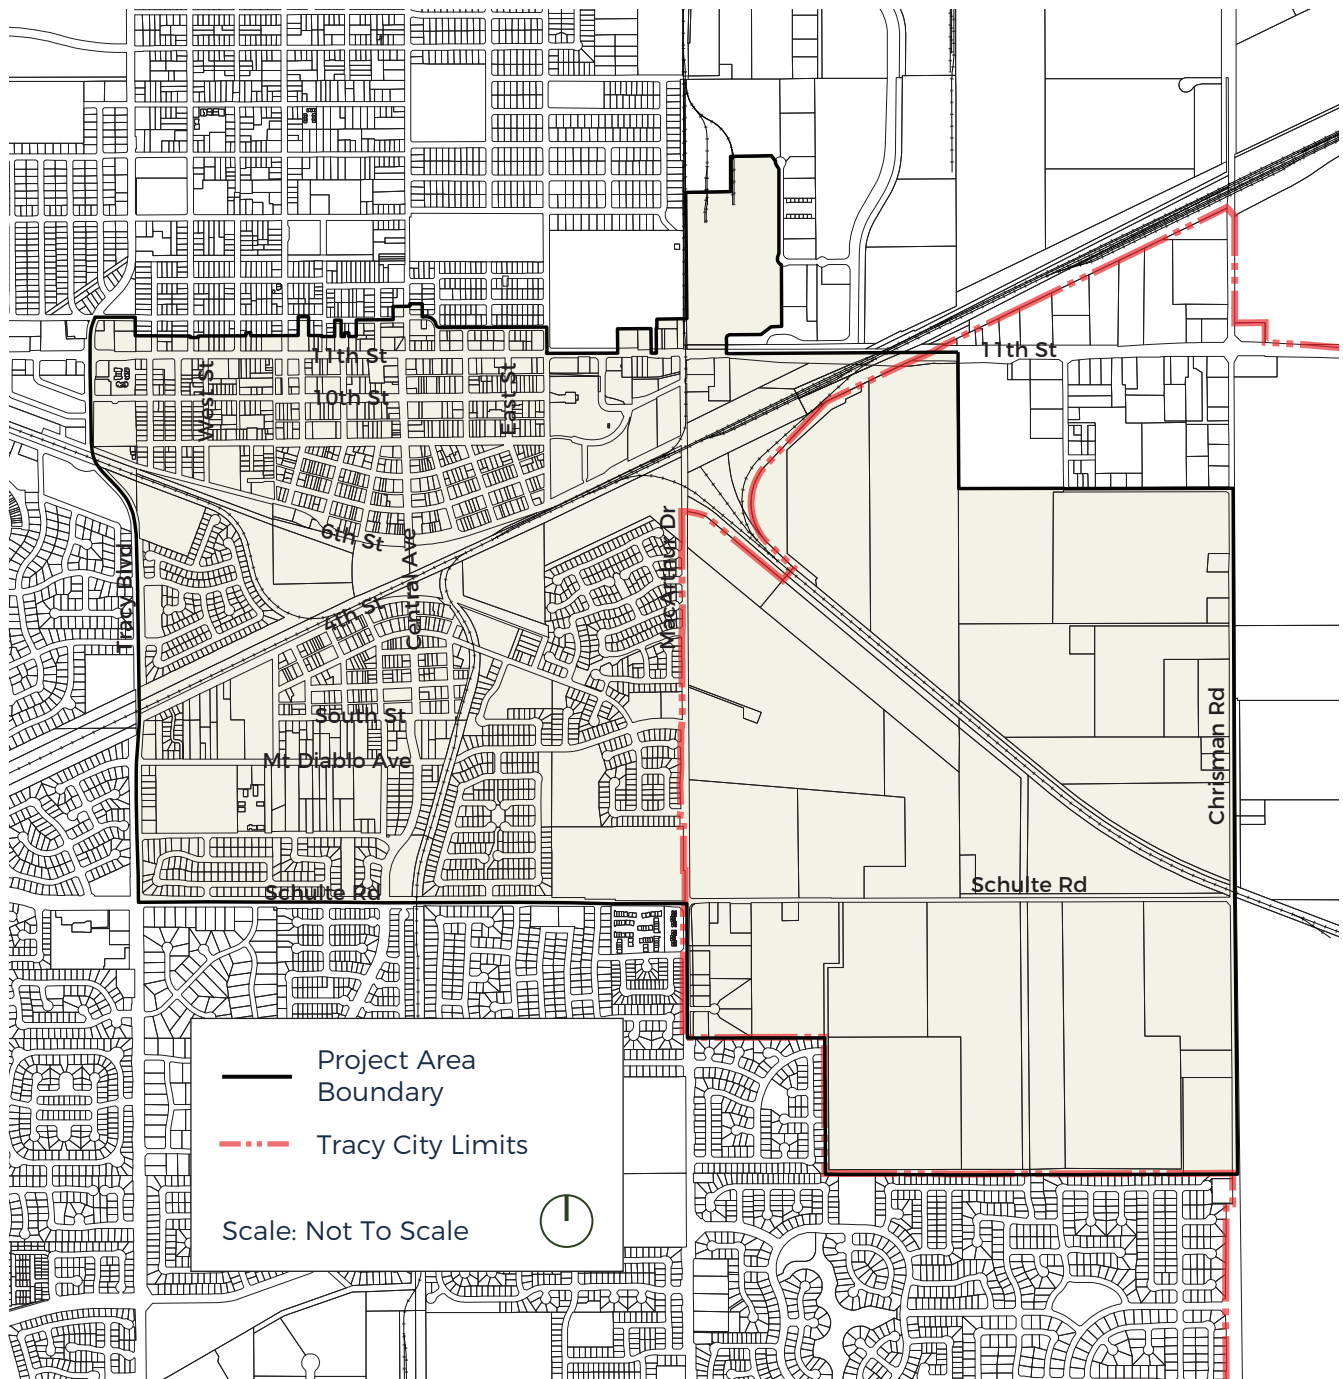 11th St
11th St
10th St
West St
East St
6th St
MacArthur Dr
Tracy Blvd
Central Ave
4th St
South St
Mt Diablo Ave
Chrisman Rd
Schulte Rd
Schulte Rd
Project Area
Boundary
Tracy City Limits
Scale: Not To Scale